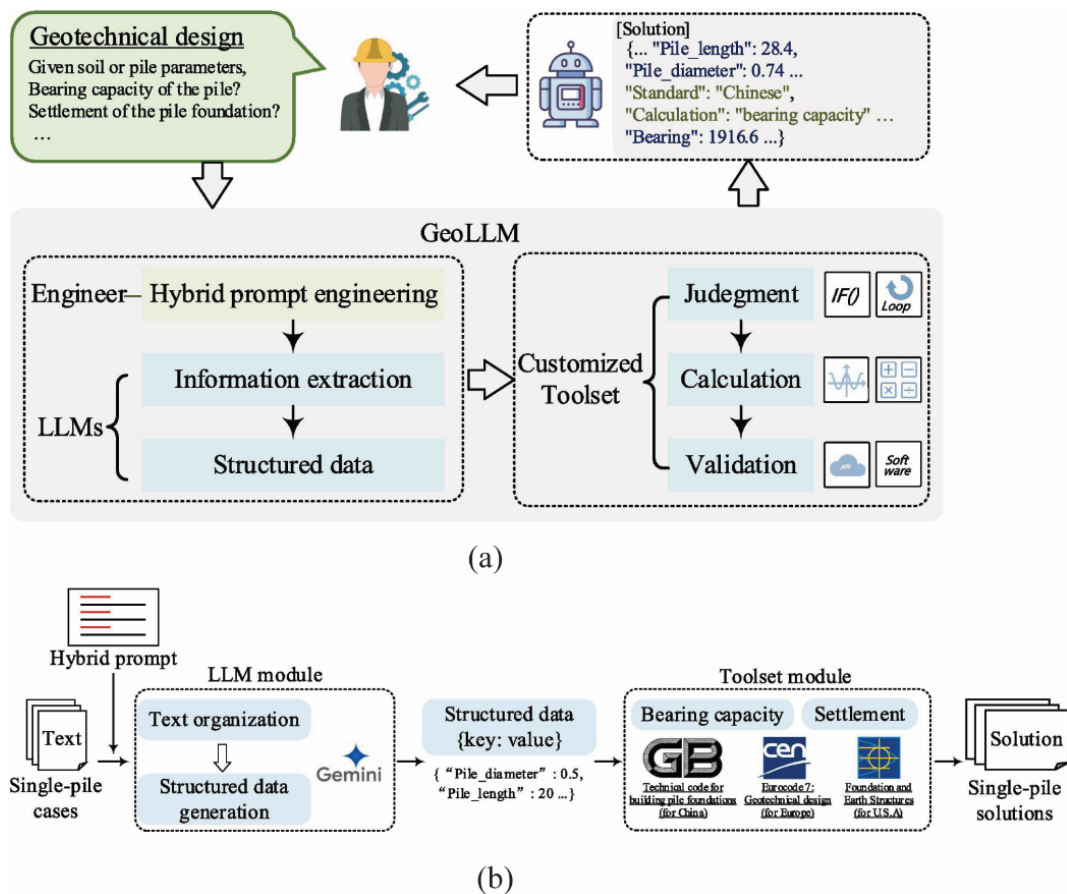 Geotechnical design
Given soil or pile parameters,
Bearing capacity of the pile?
Settlement of the pile foundation?
...
[Solution]
{... "Pile_length": 28.4,
"Pile_diameter": 0.74 ...
"Standard": "Chinese",
"Calculation": "bearing capacity" ...
"Bearing": 1916.6 ...}
GeoLLM
Engineer
Hybrid prompt engineering
LLMs
Information extraction
Structured data
Customized
Toolset
Judegment
IF()
Loop
Calculation
Validation
API
Soft
ware
(a)
Hybrid prompt
Text
Single-pile
cases
LLM module
Text organization
Structured data
generation
Gemini
Structured data
{key: value}
{ “Pile_diameter” : 0.5,
“Pile_length” : 20 ...}
Toolset module
Bearing capacity
Settlement
GB
Technical code for
building pile foundations
(for China)
cen
Eurocode 7:
Geotechnical design
(for Europe)
Foundation and
Earth Structures
(for U.S.A)
Solution
Single-pile
solutions
(b)